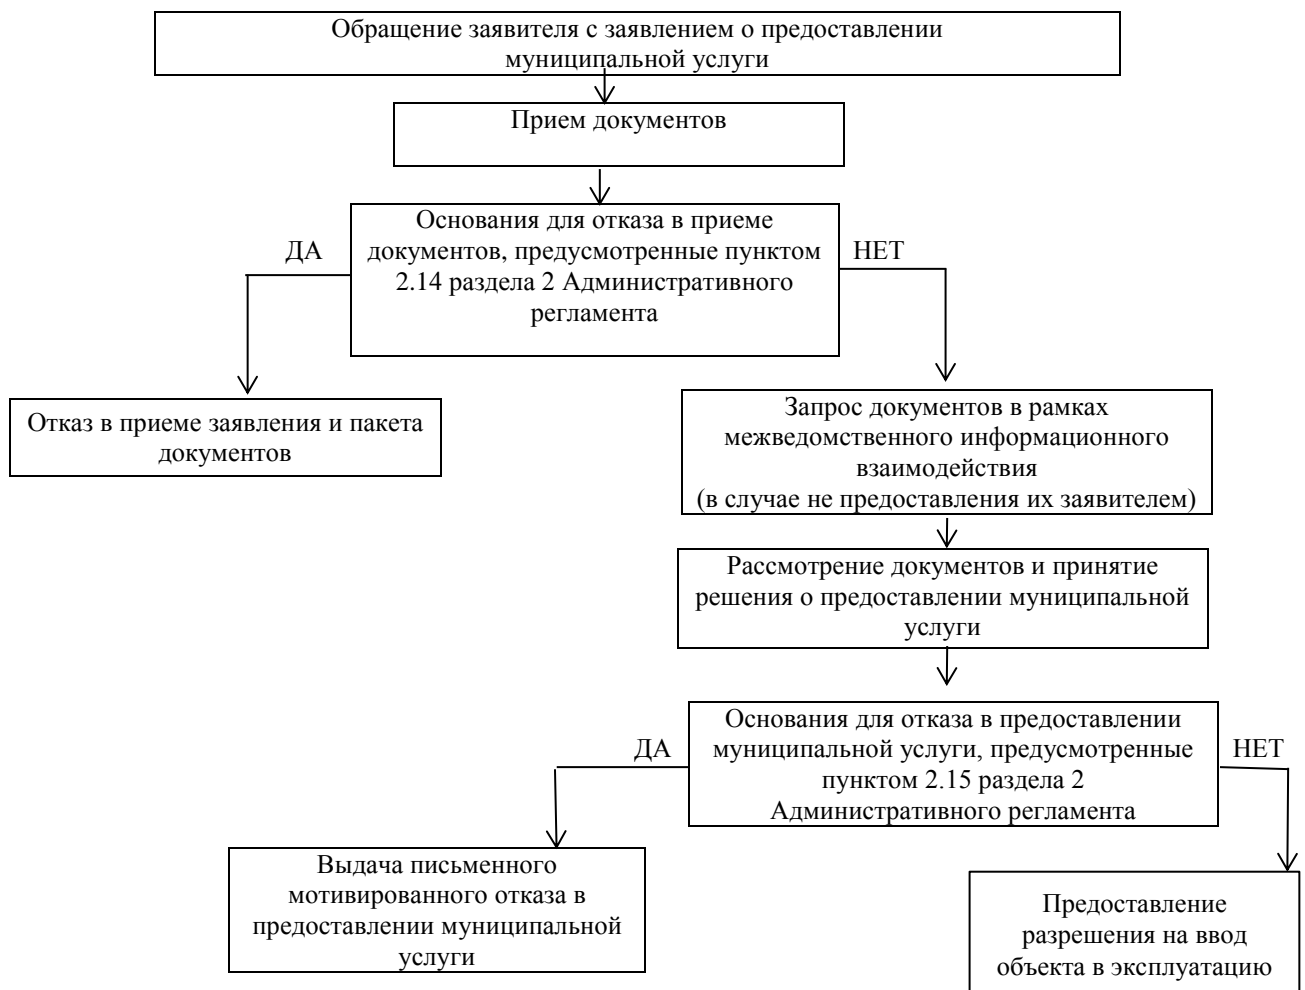 Обращение заявителя с заявлением о предоставлении
муниципальной услуги
Прием документов
Основания для отказа в приеме
документов, предусмотренные пунктом
2.14 раздела 2 Административного
регламента
ДА
НЕТ
Отказ в приеме заявления и пакета
документов
Запрос документов в рамках
межведомственного информационного
взаимодействия
(в случае не предоставления их заявителем)
Рассмотрение документов и принятие
решения о предоставлении муниципальной
услуги
Основания для отказа в предоставлении
муниципальной услуги, предусмотренные
пунктом 2.15 раздела 2
Административного регламента
ДА
НЕТ
Выдача письменного
мотивированного отказа в
предоставлении муниципальной
услуги
Предоставление
разрешения на ввод
объекта в эксплуатацию